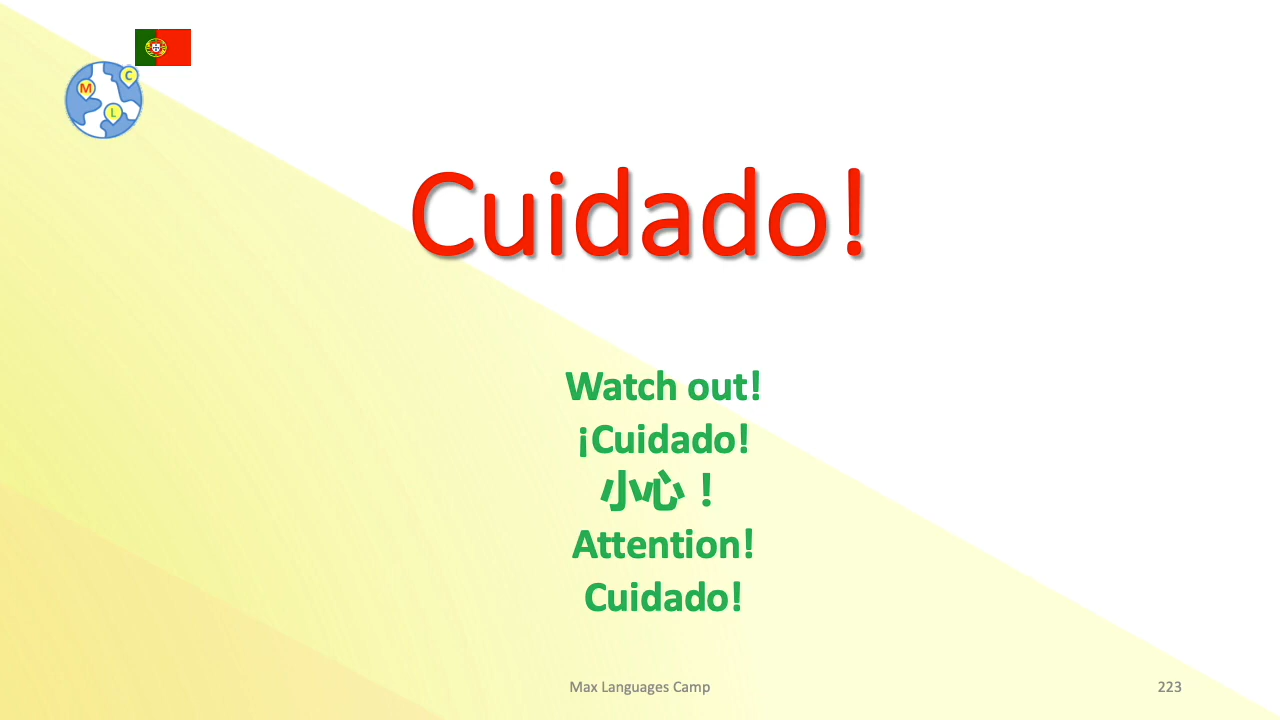 C
M
L
Cuidado!
Watch out!
¡Cuidado!
小心！
Attention!
Cuidado!
Max Languages Camp
223